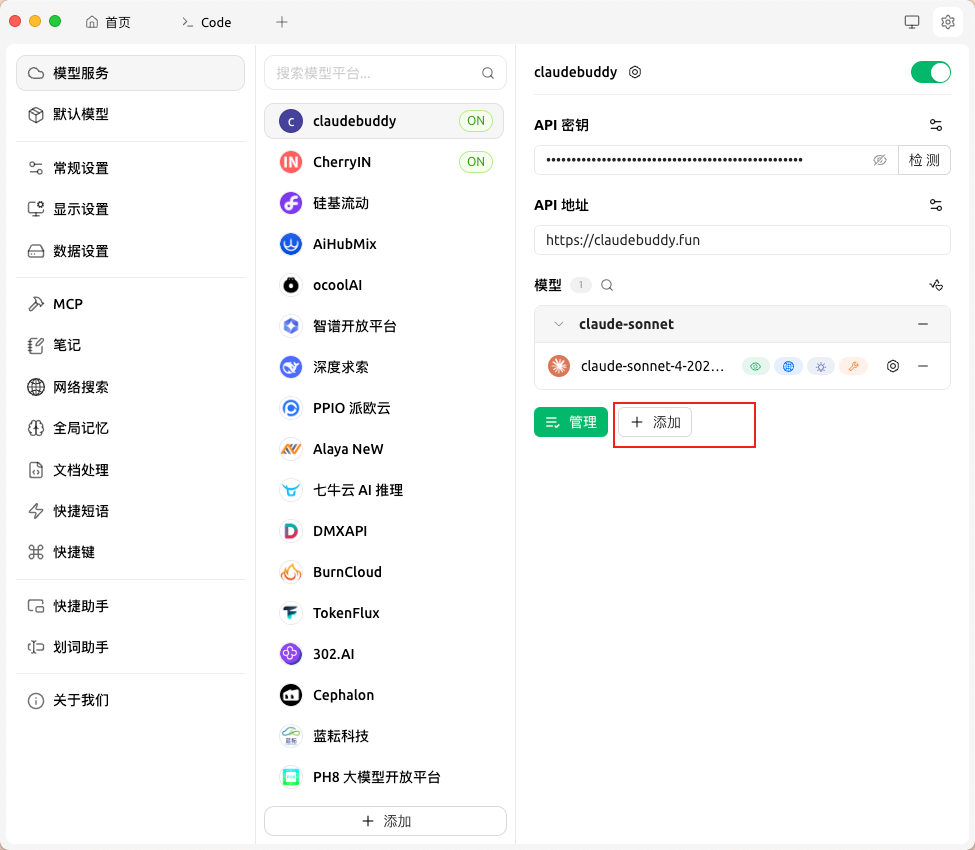 首页
Code
模型服务
默认模型
常规设置
显示设置
数据设置
MCP
笔记
网络搜索
全局记忆
文档处理
快捷短语
快捷键
快捷助手
划词助手
关于我们
搜索模型平台...
c claudebuddy ON
IN CherryIN ON
硅基流动
AiHubMix
ocoolAI
智谱开放平台
深度求索
PPIO 派欧云
Alaya NeW
七牛云 AI 推理
DMXAPI
BurnCloud
TokenFlux
302.AI
Cephalon
蓝耘科技
PH8 大模型开放平台
添加
claudebuddy
API 密钥
检 测
API 地址
https://claudebuddy.fun
模型 1
claude-sonnet
claude-sonnet-4-202...
管理
添加